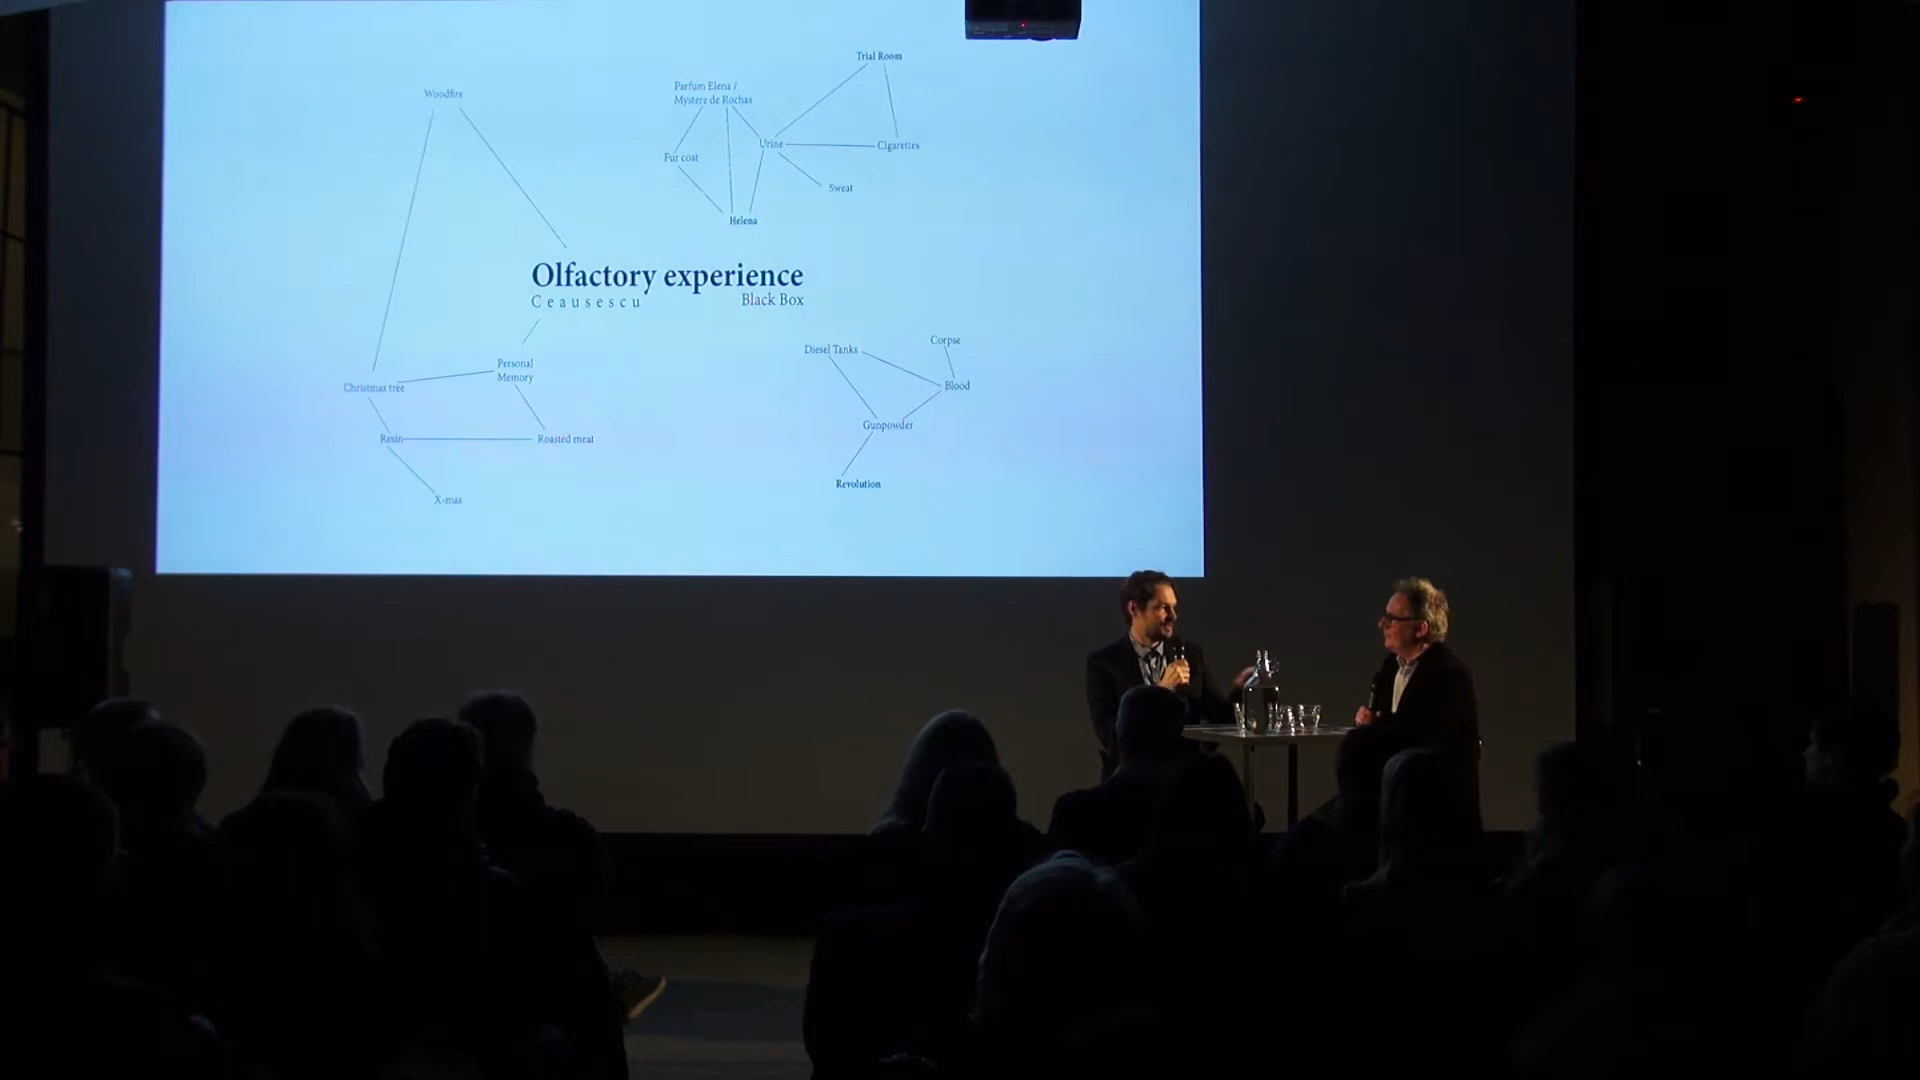 Trial Room
Parfum Elena /
Mystere de Rochas
Woodfire
Urine
Cigarettes
Fur coat
Sweat
Helena
Olfactory experience
Ceausescu
Black Box
Corpse
Diesel Tanks
Personal
Memory
Blood
Christmas tree
Gunpowder
Resin
Roasted meat
Revolution
X-mas